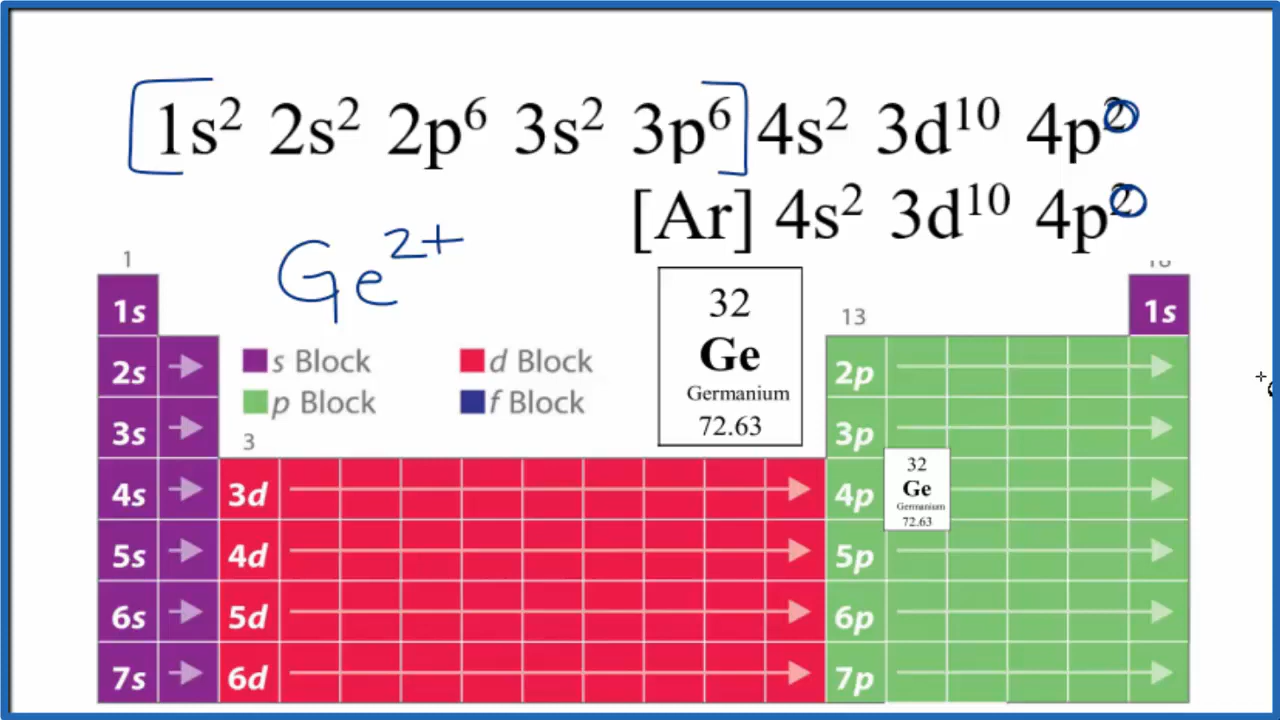 1s² 2s² 2p⁶ 3s² 3p⁶ 4s² 3d¹⁰ 4p²
[Ar] 4s² 3d¹⁰ 4p²
Ge²⁺
1
18
1s
1s
32
Ge
Germanium
72.63
13
s Block
d Block
p Block
f Block
2s
2p
3s
3
3p
4s
3d
4p
32
Ge
Germanium
72.63
5s
4d
5p
6s
5d
6p
7s
6d
7p